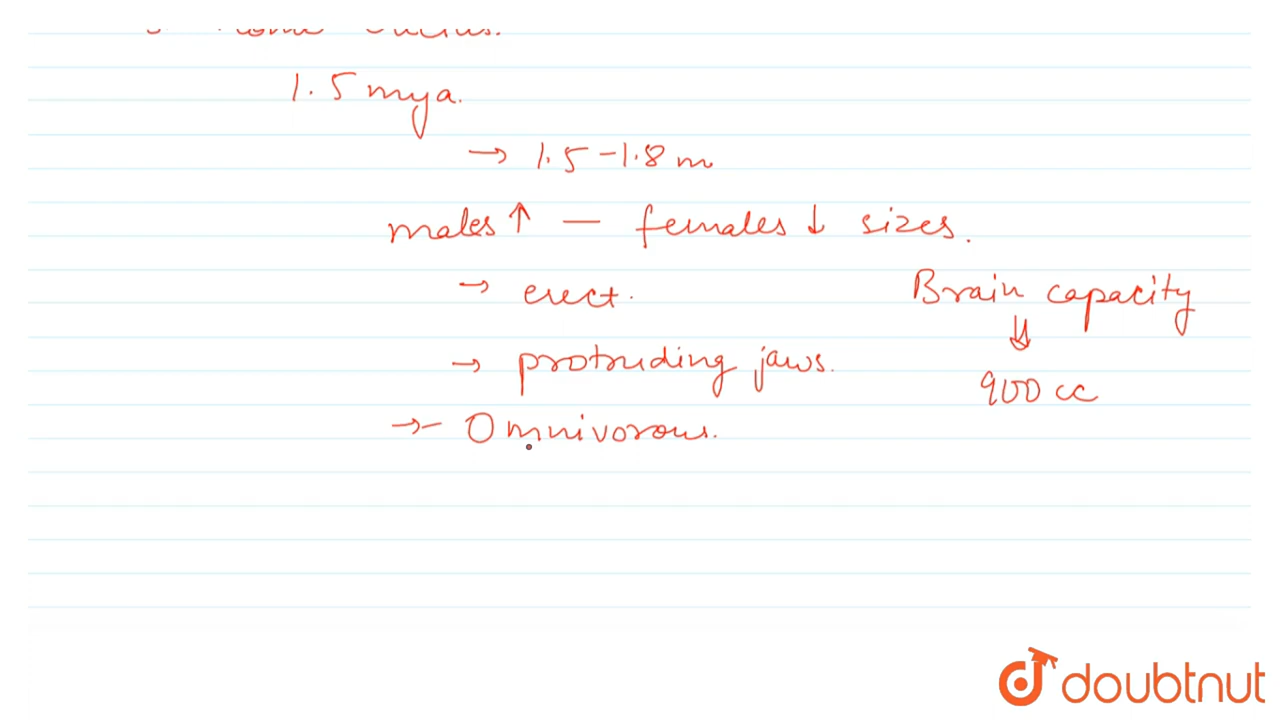 1.5 mya.
→ 1.5 - 1.8 m
males ↑ — females ↓ sizes.
→ erect.
Brain capacity
↓
900 cc
→ protruding jaws.
→ - Omnivorous.
doubtnut